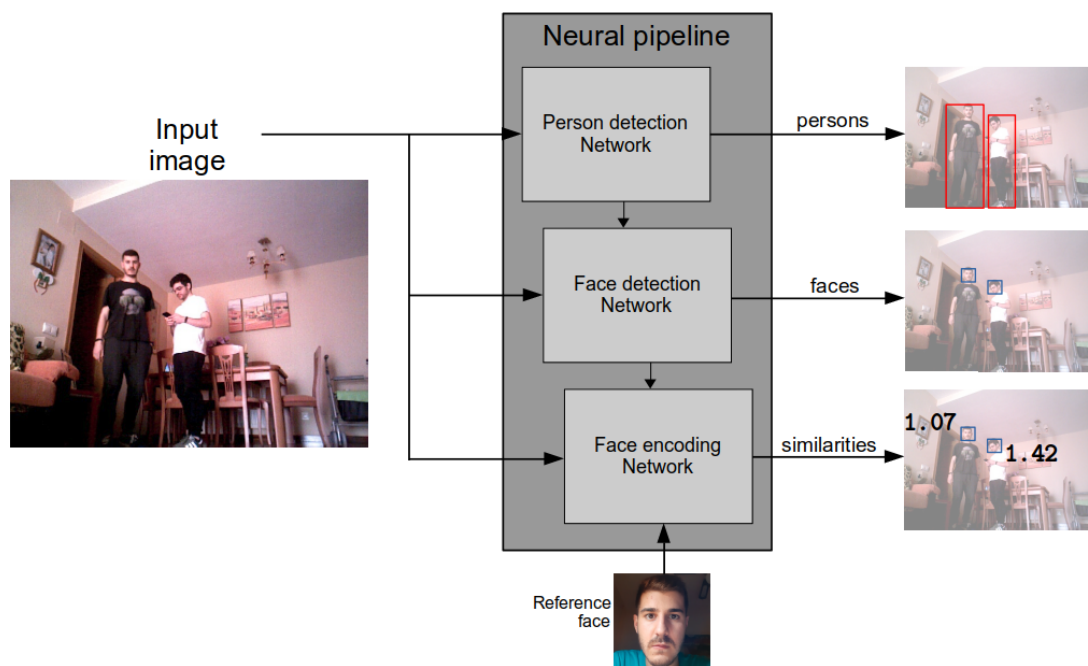 Neural pipeline
Input
image
Person detection
Network
persons
Face detection
Network
faces
Face encoding
Network
similarities
1.07
1.42
Reference
face